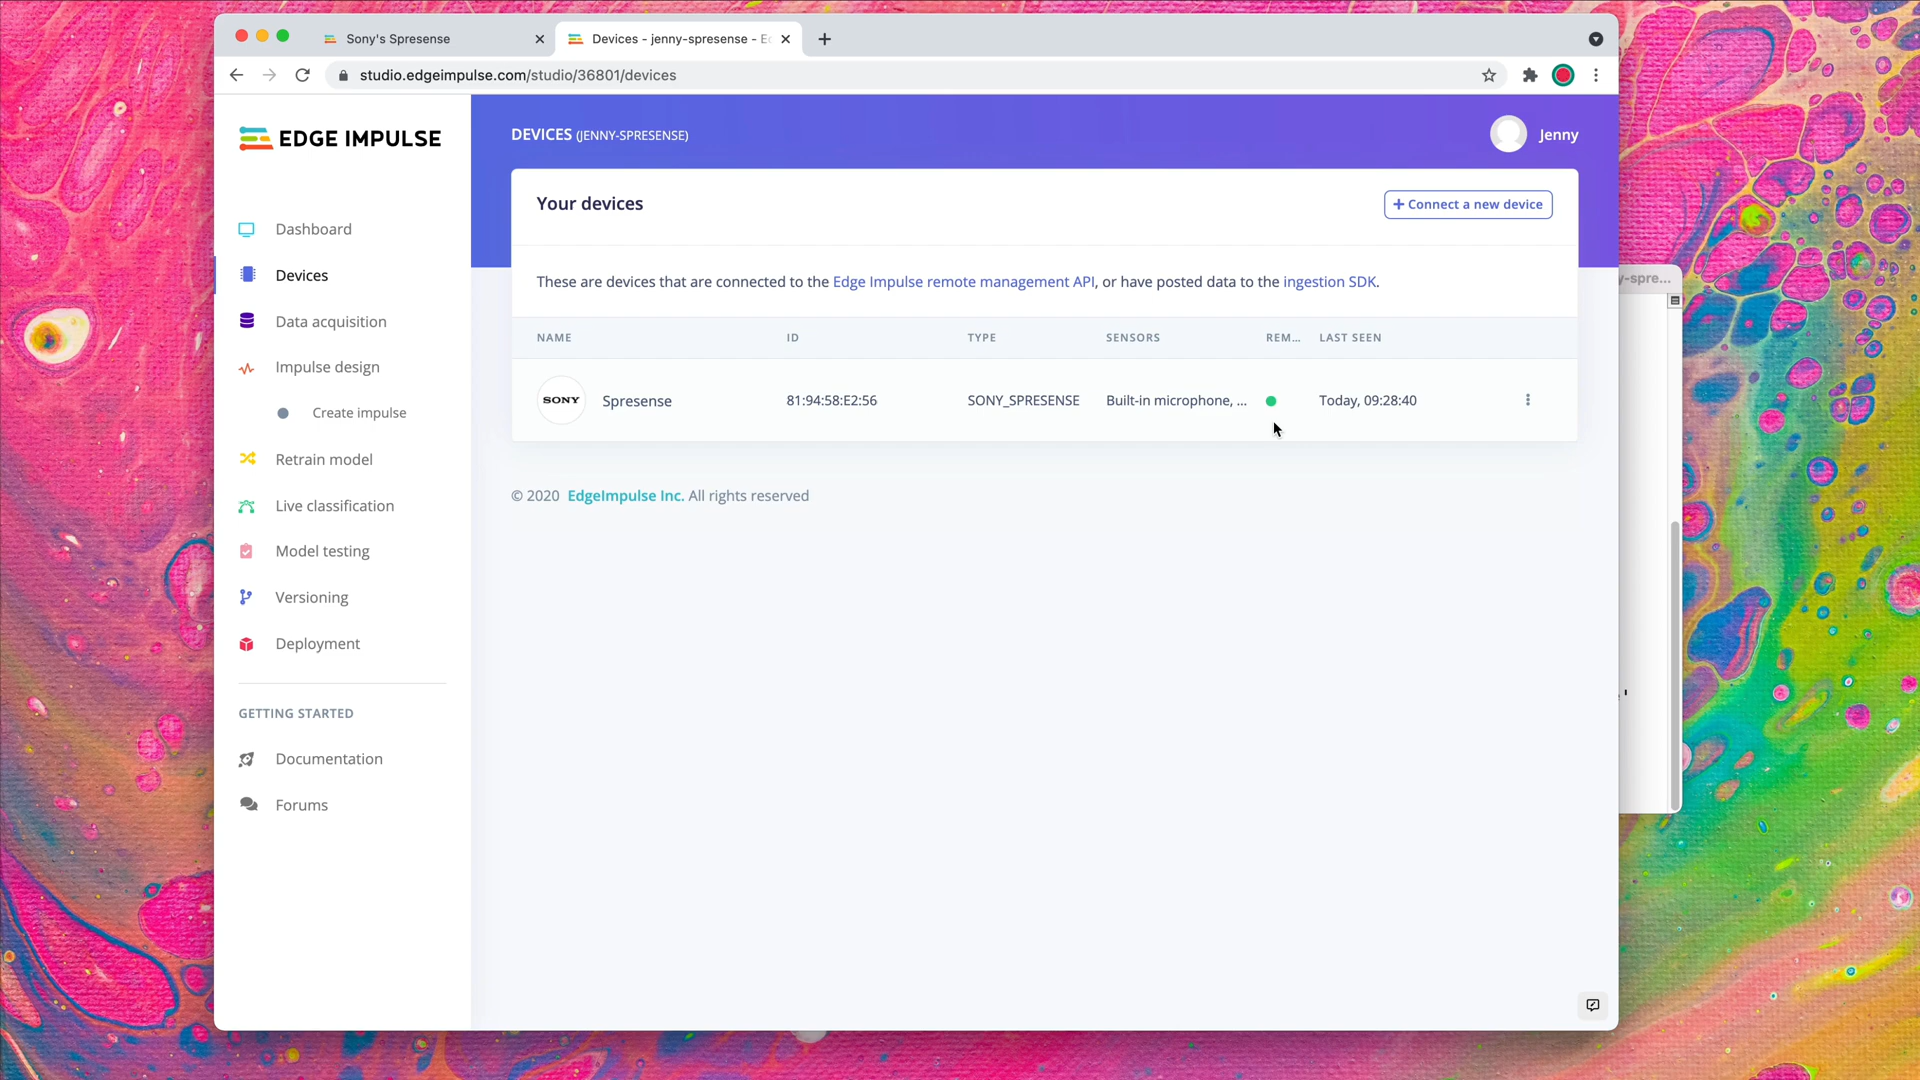 Sony's Spresense
Devices - jenny-spresense - Ec
studio.edgeimpulse.com/studio/36801/devices
EDGE IMPULSE
DEVICES (JENNY-SPRESENSE)
Jenny
Your devices
+ Connect a new device
These are devices that are connected to the Edge Impulse remote management API, or have posted data to the ingestion SDK.
NAME ID TYPE SENSORS REM... LAST SEEN
SONY Spresense 81:94:58:E2:56 SONY_SPRESENSE Built-in microphone, ... Today, 09:28:40
© 2020 EdgeImpulse Inc. All rights reserved
Dashboard
Devices
Data acquisition
Impulse design
Create impulse
Retrain model
Live classification
Model testing
Versioning
Deployment
GETTING STARTED
Documentation
Forums
y-spre...